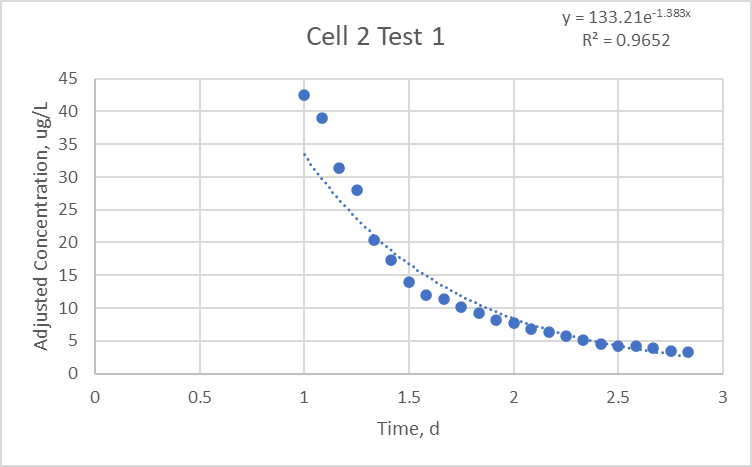 y = 133.21e^-1.383x
R² = 0.9652
Cell 2 Test 1
Adjusted Concentration, ug/L
45
40
35
30
25
20
15
10
5
0
0 0.5 1 1.5 2 2.5 3
Time, d